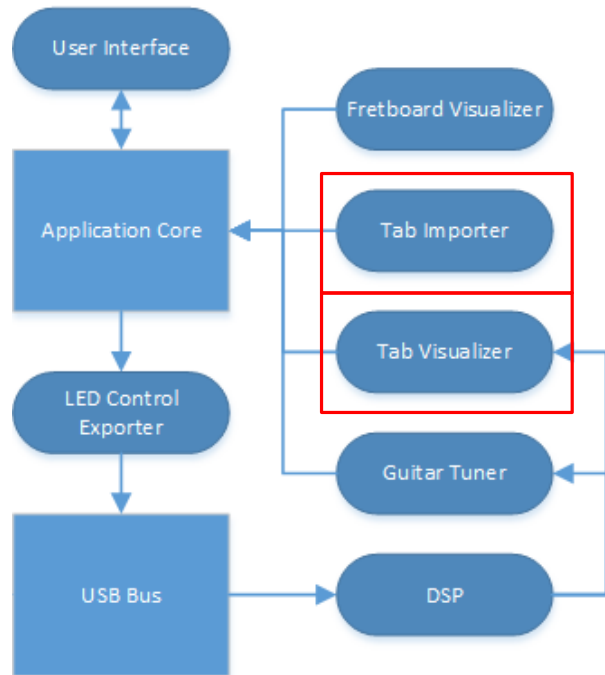 User Interface
Fretboard Visualizer
Application Core
Tab Importer
Tab Visualizer
LED Control
Exporter
Guitar Tuner
USB Bus
DSP